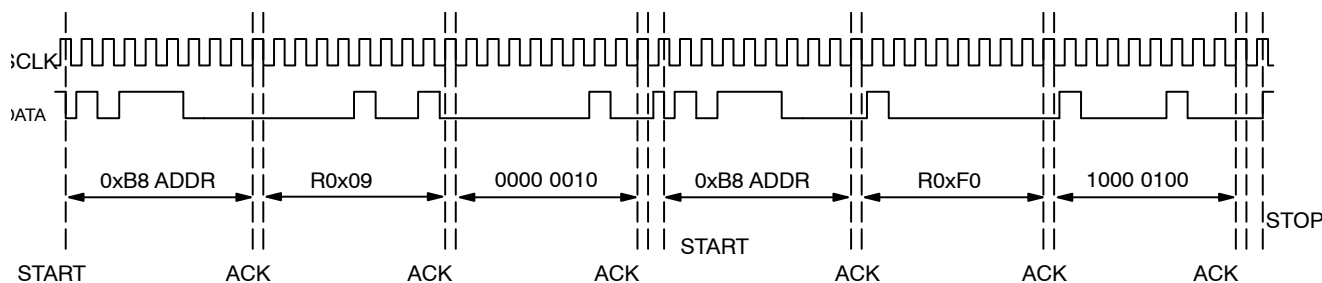 SCLK
DATA
0xB8 ADDR R0x09 0000 0010 0xB8 ADDR R0xF0 1000 0100
STOP
START
START ACK ACK ACK ACK ACK ACK